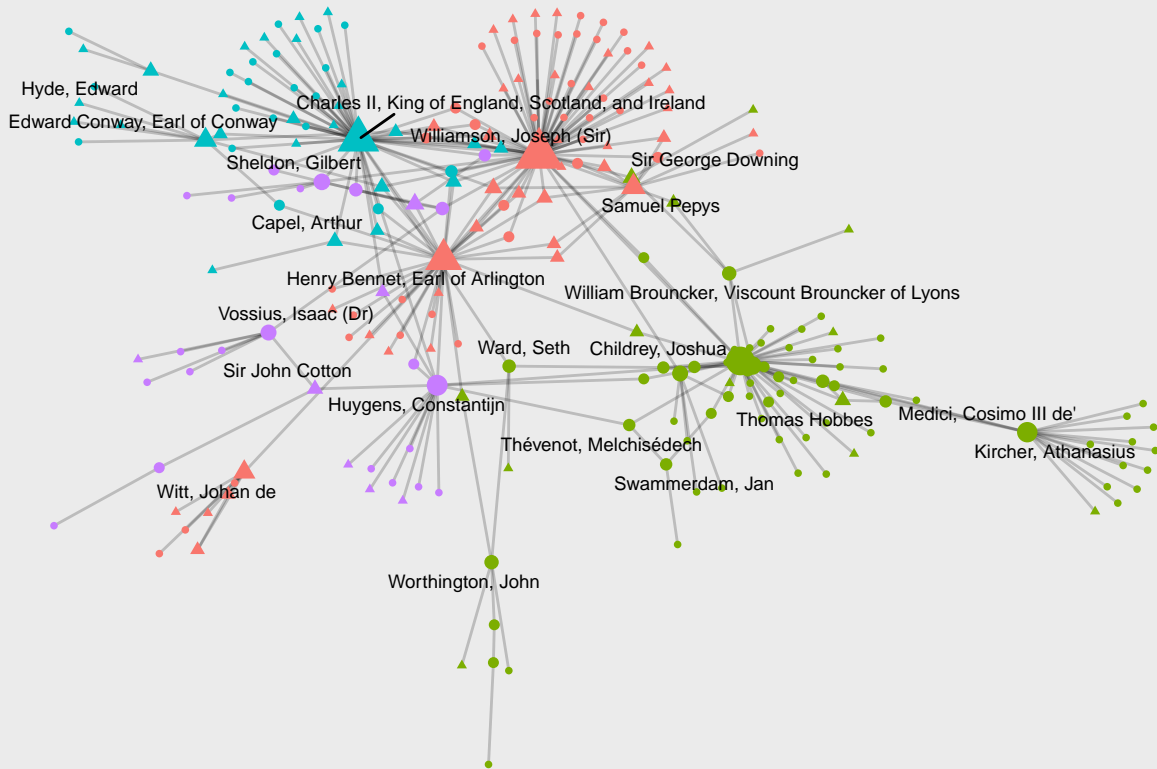 Hyde, Edward
Charles II, King of England, Scotland, and Ireland
Edward Conway, Earl of Conway
Williamson, Joseph (Sir)
Sheldon, Gilbert
Sir George Downing
Samuel Pepys
Capel, Arthur
Henry Bennet, Earl of Arlington
William Brouncker, Viscount Brouncker of Lyons
Vossius, Isaac (Dr)
Ward, Seth
Childrey, Joshua
Sir John Cotton
Huygens, Constantijn
Thomas Hobbes
Medici, Cosimo III de'
Thévenot, Melchisédech
Kircher, Athanasius
Witt, Johan de
Swammerdam, Jan
Worthington, John